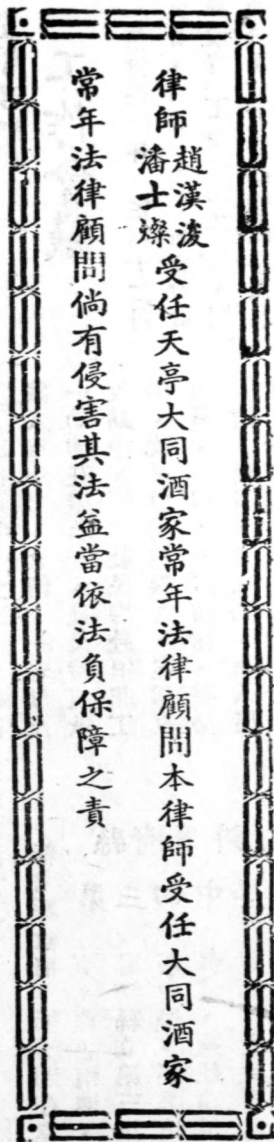 律師趙漢浚潘士燦受任天亭大同酒家常年法律顧問本律師受任大同酒家
常年法律顧問倘有侵害其法益當依法負保障之責